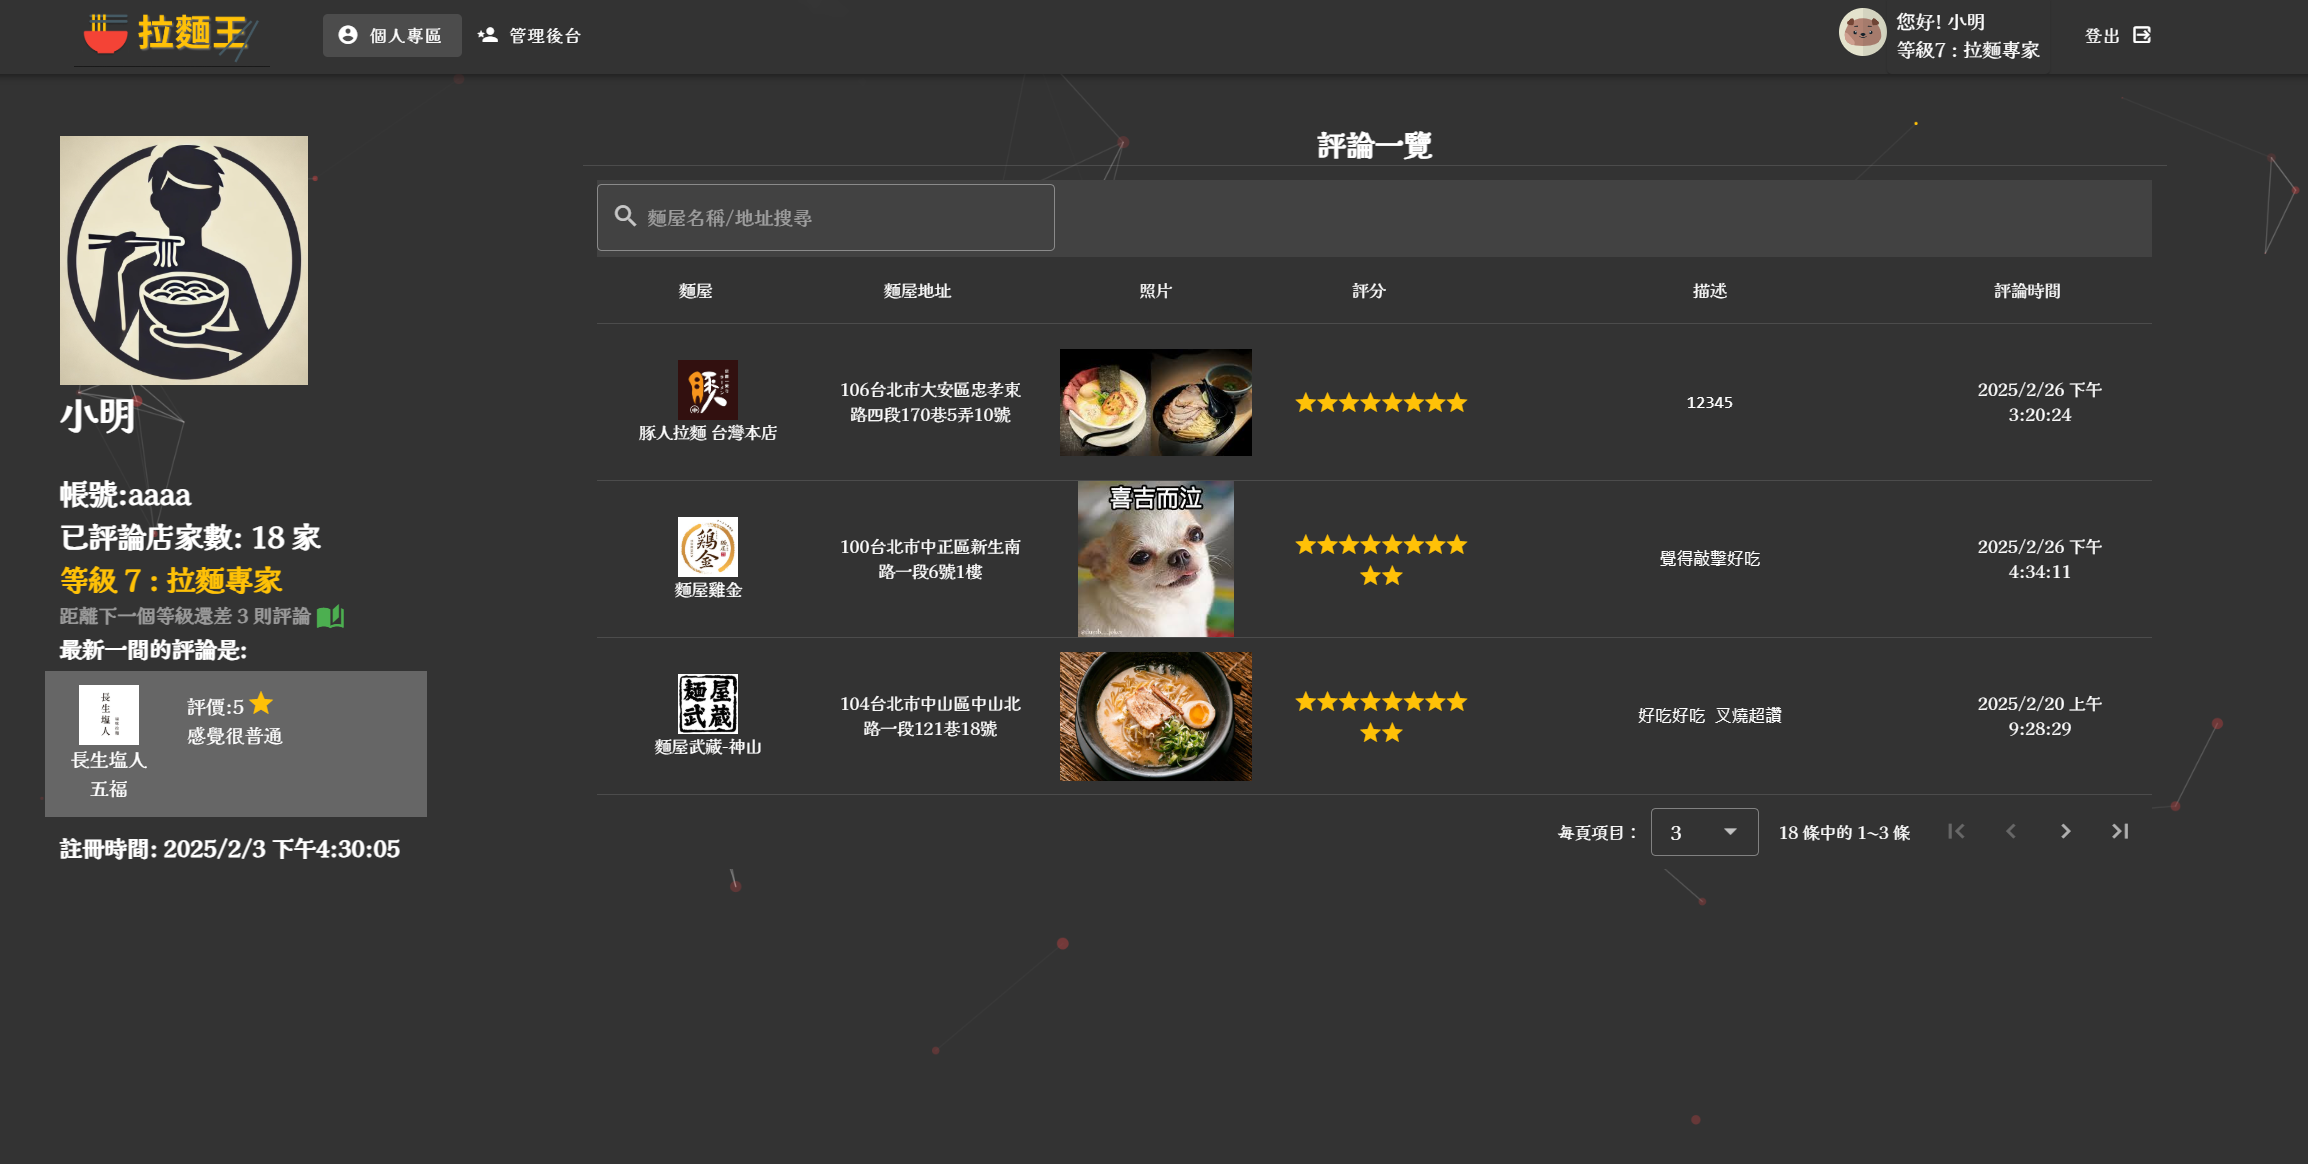 拉麵王
個人專區
管理後台
您好! 小明
等級7 : 拉麵專家
登出
小明
帳號:aaaa
已評論店家數: 18 家
等級 7 : 拉麵專家
距離下一個等級還差 3 則評論
最新一間的評論是:
長生塩人
長生塩人
五福
評價:5
感覺很普通
註冊時間: 2025/2/3 下午4:30:05
評論一覽
麵屋名稱/地址搜尋
麵屋
麵屋地址
照片
評分
描述
評論時間
豚人
豚人拉麵 台灣本店
106台北市大安區忠孝東
路四段170巷5弄10號
12345
2025/2/26 下午
3:20:24
鶏金
麵屋雞金
100台北市中正區新生南
路一段6號1樓
喜吉而泣
覺得敲鏨好吃
2025/2/26 下午
4:34:11
麺屋
武蔵
麵屋武蔵-神山
104台北市中山區中山北
路一段121巷18號
好吃好吃 叉燒超讚
2025/2/20 上午
9:28:29
每頁項目：
3
18 條中的 1~3 條